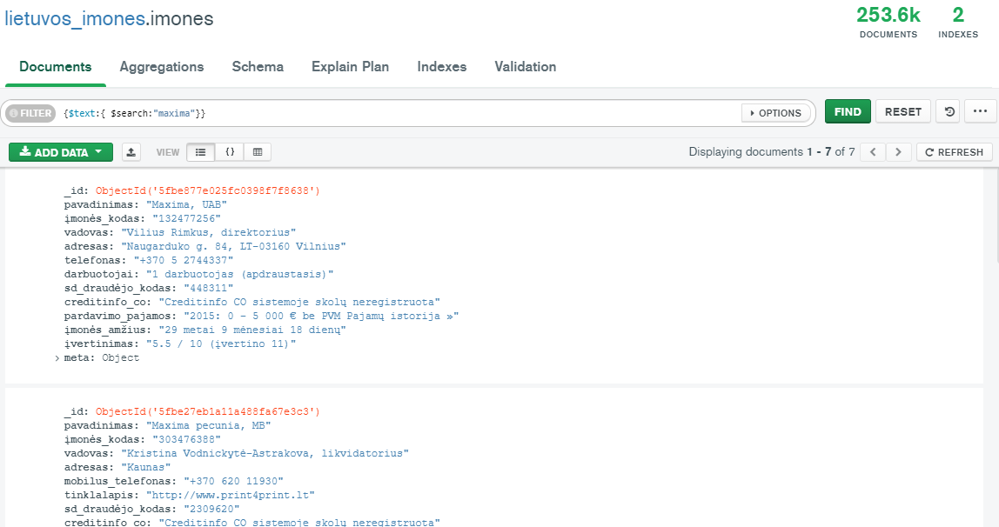 lietuvos_imones.imones
253.6k
DOCUMENTS
2
INDEXES
Documents Aggregations Schema Explain Plan Indexes Validation
FILTER {$text:{ $search:"maxima"}} OPTIONS FIND RESET ...
ADD DATA VIEW {} Displaying documents 1 - 7 of 7 < > REFRESH
_id: ObjectId('5fbe877e025fc0398f7f8638')
pavadinimas: "Maxima, UAB"
įmonės_kodas: "132477256"
vadovas: "Vilius Rimkus, direktorius"
adresas: "Naugarduko g. 84, LT-03160 Vilnius"
telefonas: "+370 5 2744337"
darbuotojai: "1 darbuotojas (apdraustasis)"
sd_draudėjo_kodas: "448311"
creditinfo_co: "Creditinfo CO sistemoje skolų neregistruota"
pardavimo_pajamos: "2015: 0 - 5 000 € be PVM Pajamų istorija »"
įmonės_amžius: "29 metai 9 mėnesiai 18 dienų"
įvertinimas: "5.5 / 10 (įvertino 11)"
> meta: Object
_id: ObjectId('5fbe27eb1a11a488fa67e3c3')
pavadinimas: "Maxima pecunia, MB"
įmonės_kodas: "303476388"
vadovas: "Kristina Vodnickytė-Astrakova, likvidatorius"
adresas: "Kaunas"
mobilus_telefonas: "+370 620 11930"
tinklalapis: "http://www.print4print.lt"
sd_draudėjo_kodas: "2309620"
creditinfo_co: "Creditinfo CO sistemoje skolų neregistruota"